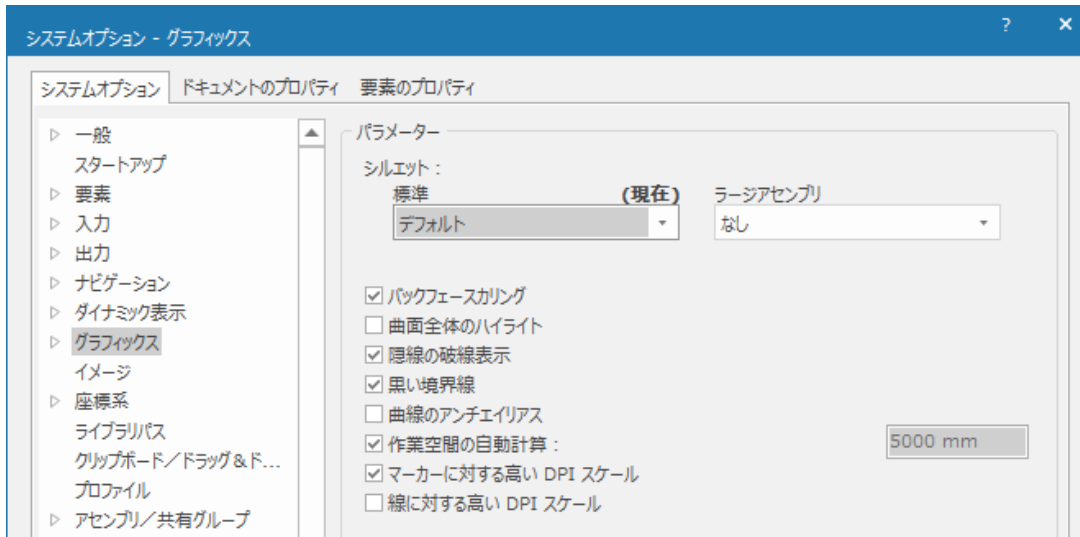 システムオプション - グラフィックス
?
×
システムオプション ドキュメントのプロパティ 要素のプロパティ
一般
スタートアップ
要素
入力
出力
ナビゲーション
ダイナミック表示
グラフィックス
イメージ
座標系
ライブラリパス
クリップボード／ドラッグ＆ド...
プロファイル
アセンブリ／共有グループ
パラメーター
シルエット：
標準 (現在) ラージアセンブリ
デフォルト なし
バックフェースカリング
曲面全体のハイライト
隠線の破線表示
黒い境界線
曲線のアンチエイリアス
作業空間の自動計算： 5000 mm
マーカーに対する高い DPI スケール
線に対する高い DPI スケール